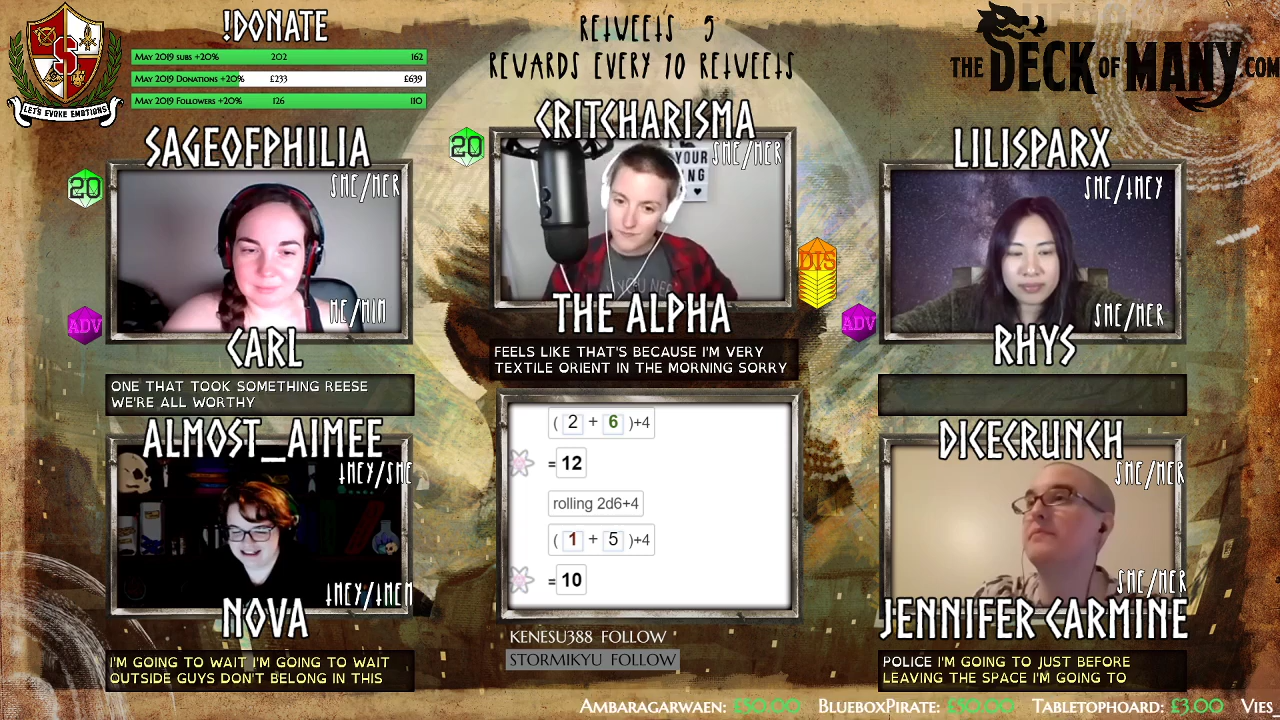 !DONATE
MAY 2019 SUBS +20% 202 162
MAY 2019 DONATIONS +20% £233 £639
MAY 2019 FOLLOWERS +20% 126 110
S
LET'S EVOKE EMOTIONS
RETWEETS 5
REWARDS EVERY 10 RETWEETS
THE DECK OF MANY .COM
SAGEOFPHILIA
SHE/HER
20
HE/HIM
ADV
CARL
ONE THAT TOOK SOMETHING REESE
WE'RE ALL WORTHY
CRITCHARISMA
SHE/HER
20
YOUR
DIS
THE ALPHA
FEELS LIKE THAT'S BECAUSE I'M VERY
TEXTILE ORIENT IN THE MORNING SORRY
LILISPARX
SHE/THEY
SHE/HER
ADV
RHYS
ALMOST_AIMEE
THEY/SHE
THEY/THEM
NOVA
I'M GOING TO WAIT I'M GOING TO WAIT
OUTSIDE GUYS DON'T BELONG IN THIS
( 2 + 6 )+4
= 12
rolling 2d6+4
( 1 + 5 )+4
= 10
KENESU388 FOLLOW
STORMIKYU FOLLOW
DICECRUNCH
SHE/HER
SHE/HER
JENNIFER CARMINE
POLICE I'M GOING TO JUST BEFORE
LEAVING THE SPACE I'M GOING TO
AMBARAGARWAEN: £50.00 BLUEBOXPIRATE: £50.00 TABLETOPHOARD: £3.00 VIES